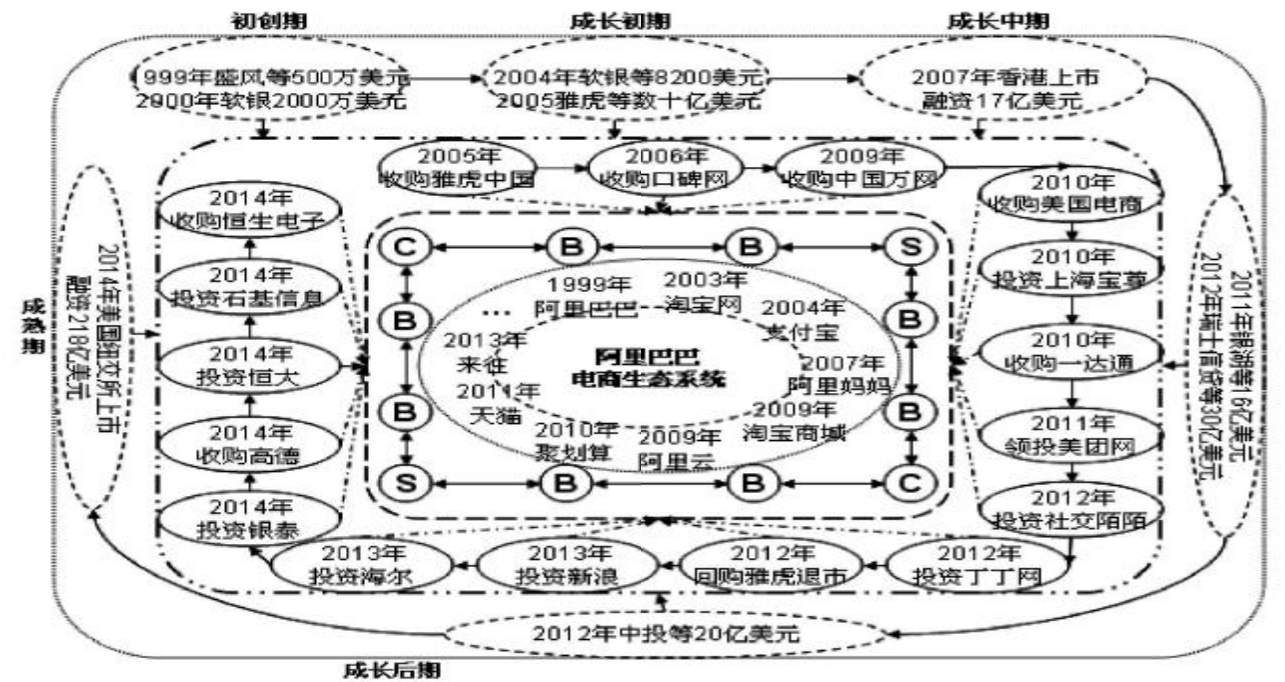 初创期
成长初期
成长中期
999年盛风等500万美元
2000年软银2000万美元
2004年软银等8200美元
2005雅虎等数十亿美元
2007年香港上市
融资17亿美元
2005年
收购雅虎中国
2006年
收购口碑网
2009年
收购中国万网
2010年
收购美国电商
2010年
投资上海宝尊
2010年
收购一达通
2011年
领投美团网
2012年
投资社交陌陌
2012年
投资丁丁网
2012年
回购雅虎退市
2013年
投资新浪
2013年
投资海尔
2014年
投资银泰
2014年
收购高德
2014年
投资恒大
2014年
投资石基信息
2014年
收购恒生电子
2011年银湖等16亿美元
2012年瑞士信贷等30亿美元
2012年中投等20亿美元
成长后期
2014年美国纽交所上市
融资218亿美元
成熟期
C
B
B
S
B
B
C
B
B
S
B
B
1999年
阿里巴巴
2003年
淘宝网
2004年
支付宝
2007年
阿里妈妈
2009年
淘宝商城
2009年
阿里云
2010年
聚划算
2011年
天猫
2013年
来往
…
阿里巴巴
电商生态系统